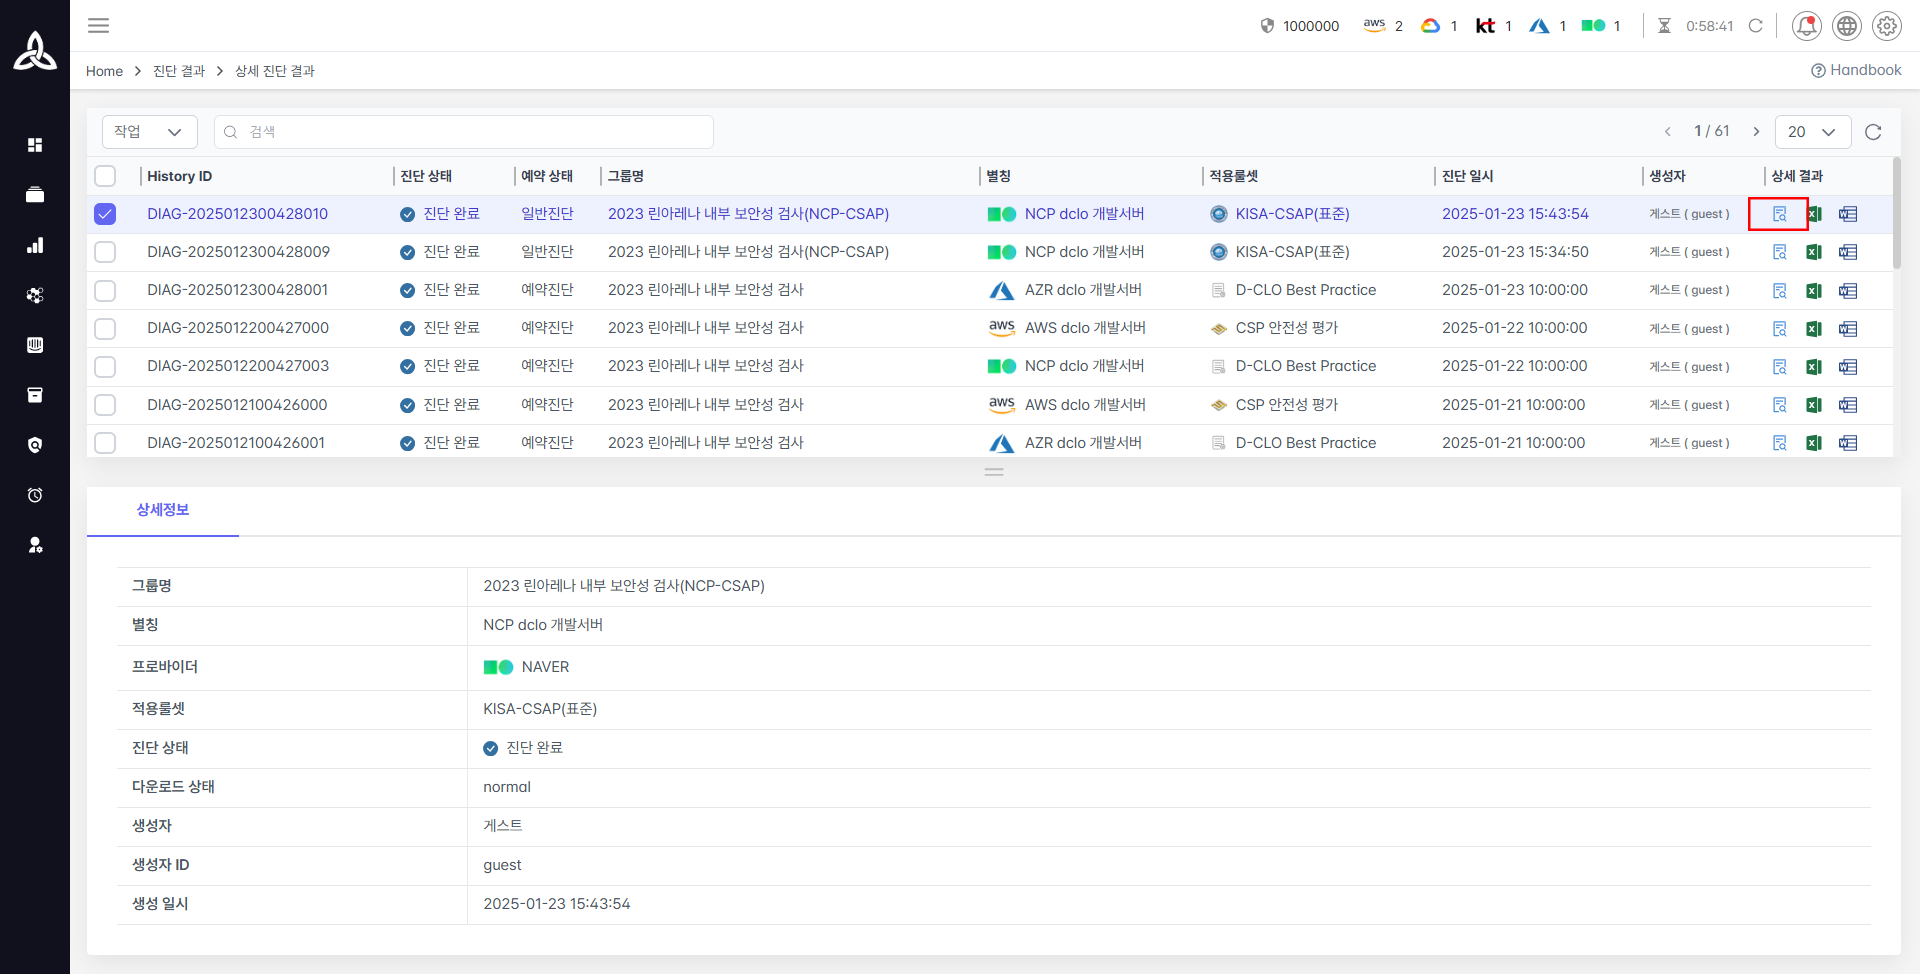 1000000 aws 2 1 kt 1 1 1 0:58:41
Home 진단 결과 상세 진단 결과 Handbook
작업 검색 1 / 61 20
History ID 진단 상태 예약 상태 그룹명 별칭 적용룰셋 진단 일시 생성자 상세 결과
DIAG-2025012300428010 진단 완료 일반진단 2023 린아레나 내부 보안성 검사(NCP-CSAP) NCP dclo 개발서버 KISA-CSAP(표준) 2025-01-23 15:43:54 게스트 ( guest )
DIAG-2025012300428009 진단 완료 일반진단 2023 린아레나 내부 보안성 검사(NCP-CSAP) NCP dclo 개발서버 KISA-CSAP(표준) 2025-01-23 15:34:50 게스트 ( guest )
DIAG-2025012300428001 진단 완료 예약진단 2023 린아레나 내부 보안성 검사 AZR dclo 개발서버 D-CLO Best Practice 2025-01-23 10:00:00 게스트 ( guest )
DIAG-2025012200427000 진단 완료 예약진단 2023 린아레나 내부 보안성 검사 aws AWS dclo 개발서버 CSP 안전성 평가 2025-01-22 10:00:00 게스트 ( guest )
DIAG-2025012200427003 진단 완료 예약진단 2023 린아레나 내부 보안성 검사 NCP dclo 개발서버 D-CLO Best Practice 2025-01-22 10:00:00 게스트 ( guest )
DIAG-2025012100426000 진단 완료 예약진단 2023 린아레나 내부 보안성 검사 aws AWS dclo 개발서버 CSP 안전성 평가 2025-01-21 10:00:00 게스트 ( guest )
DIAG-2025012100426001 진단 완료 예약진단 2023 린아레나 내부 보안성 검사 AZR dclo 개발서버 D-CLO Best Practice 2025-01-21 10:00:00 게스트 ( guest )
상세정보
그룹명 2023 린아레나 내부 보안성 검사(NCP-CSAP)
별칭 NCP dclo 개발서버
프로바이더 NAVER
적용룰셋 KISA-CSAP(표준)
진단 상태 진단 완료
다운로드 상태 normal
생성자 게스트
생성자 ID guest
생성 일시 2025-01-23 15:43:54